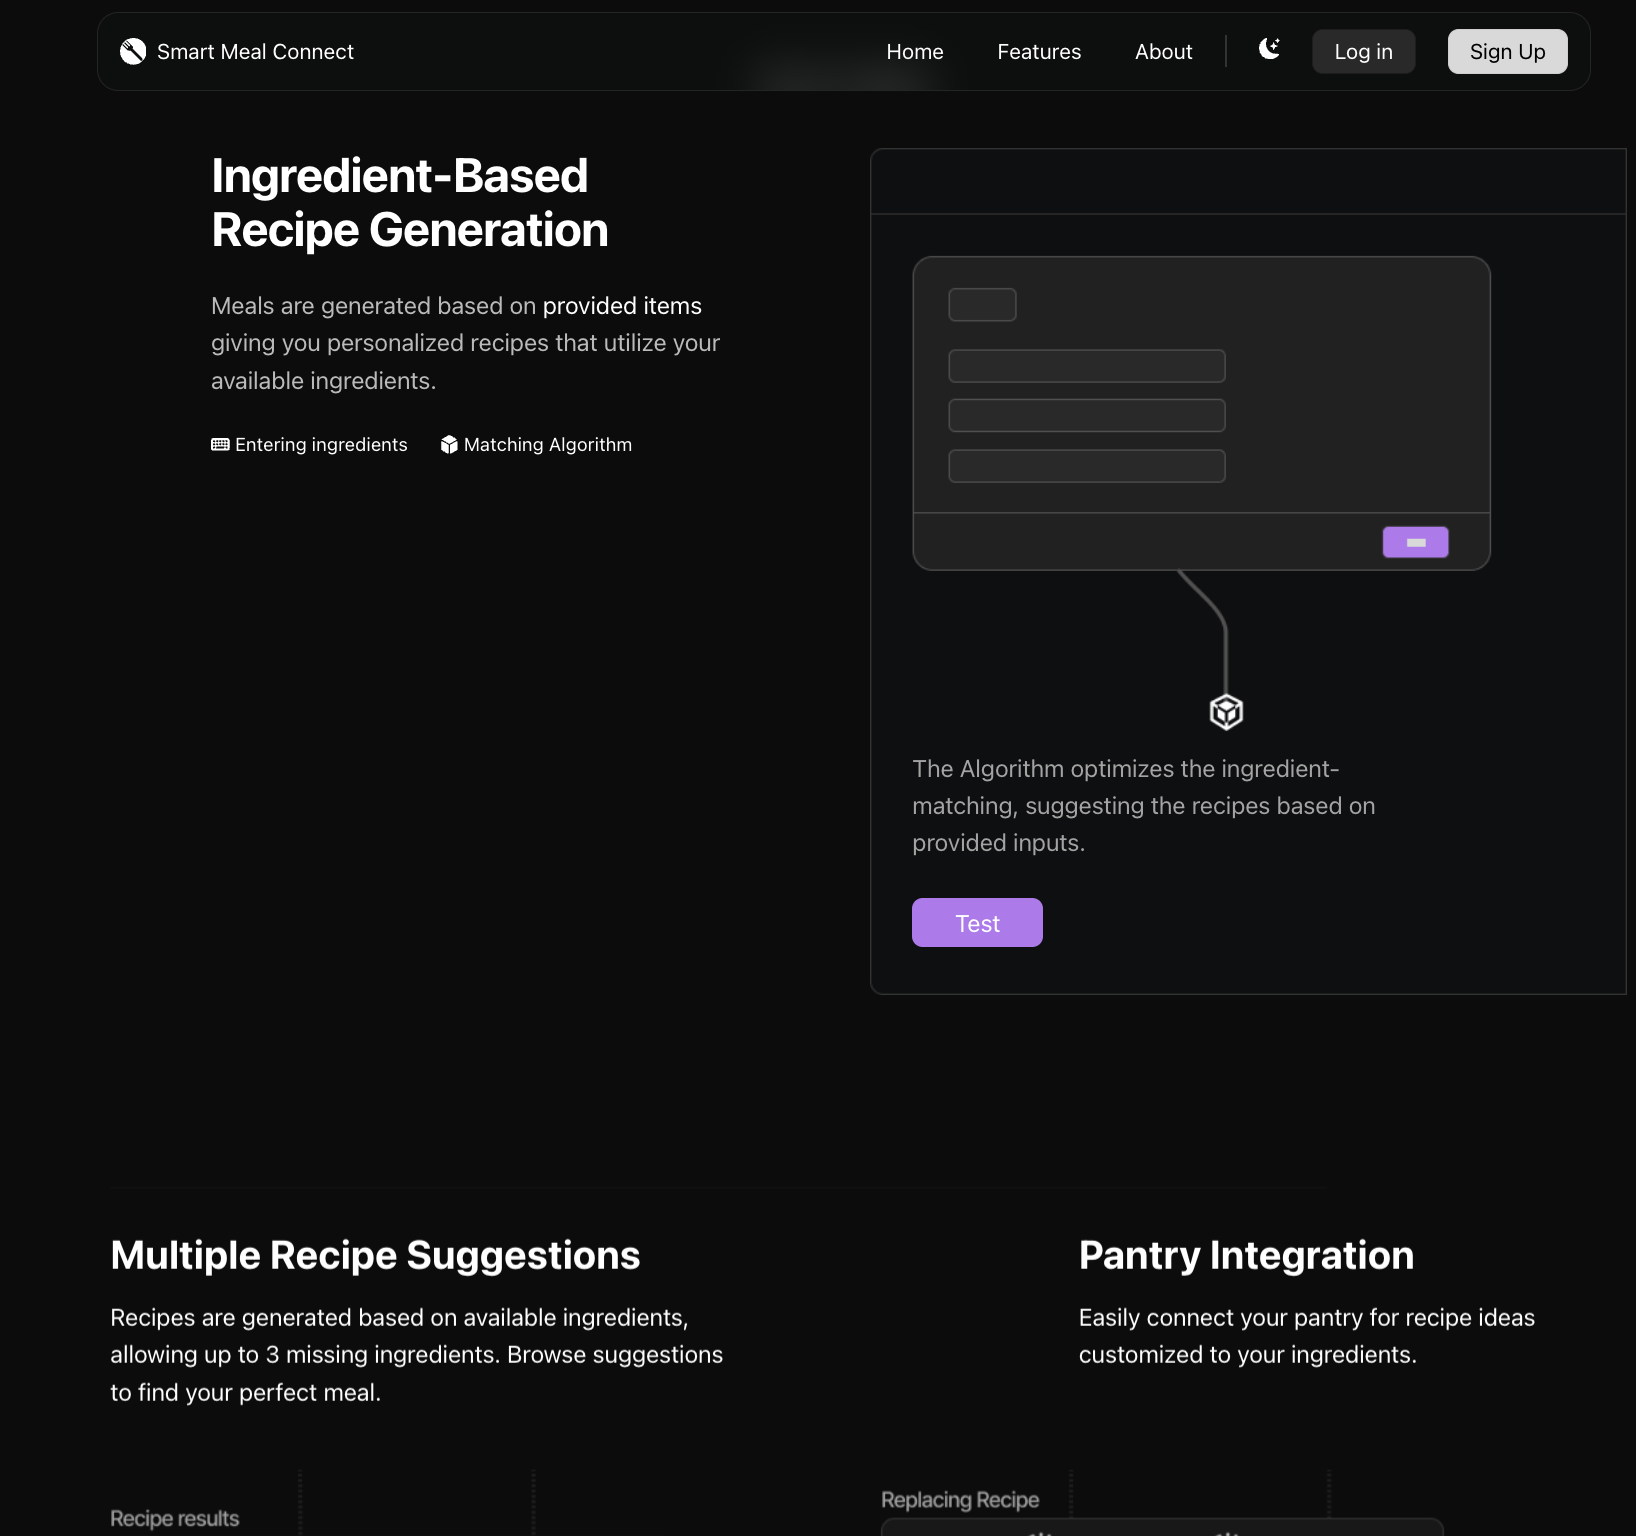 Smart Meal Connect
Home
Features
About
Log in
Sign Up
Ingredient-Based
Recipe Generation
Meals are generated based on provided items
giving you personalized recipes that utilize your
available ingredients.
Entering ingredients
Matching Algorithm
The Algorithm optimizes the ingredient-
matching, suggesting the recipes based on
provided inputs.
Test
Multiple Recipe Suggestions
Recipes are generated based on available ingredients,
allowing up to 3 missing ingredients. Browse suggestions
to find your perfect meal.
Pantry Integration
Easily connect your pantry for recipe ideas
customized to your ingredients.
Recipe results
Replacing Recipe